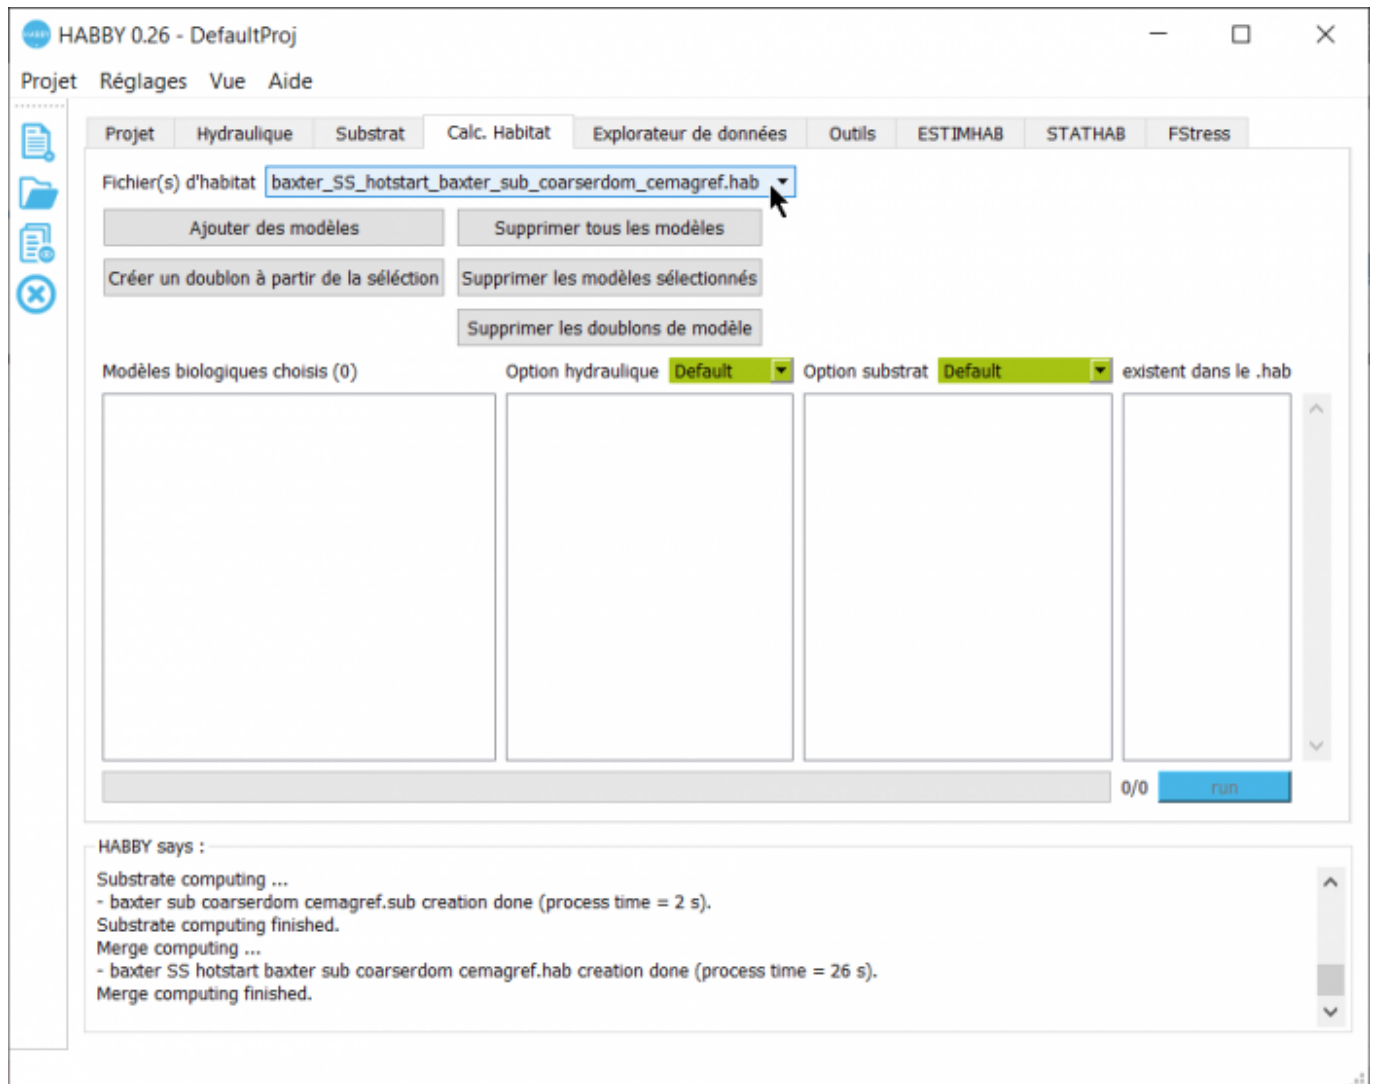 HABBY 0.26 - DefaultProj
Projet Réglages Vue Aide
Projet Hydraulique Substrat Calc. Habitat Explorateur de données Outils ESTIMHAB STATHAB FStress
Fichier(s) d'habitat baxter_SS_hotstart_baxter_sub_coarserdom_cemagref.hab
Ajouter des modèles Supprimer tous les modèles
Créer un doublon à partir de la séléction Supprimer les modèles sélectionnés
Supprimer les doublons de modèle
Modèles biologiques choisis (0) Option hydraulique Default Option substrat Default existent dans le .hab
0/0 run
HABBY says :
Substrate computing ...
- baxter sub coarserdom cemagref.sub creation done (process time = 2 s).
Substrate computing finished.
Merge computing ...
- baxter SS hotstart baxter sub coarserdom cemagref.hab creation done (process time = 26 s).
Merge computing finished.